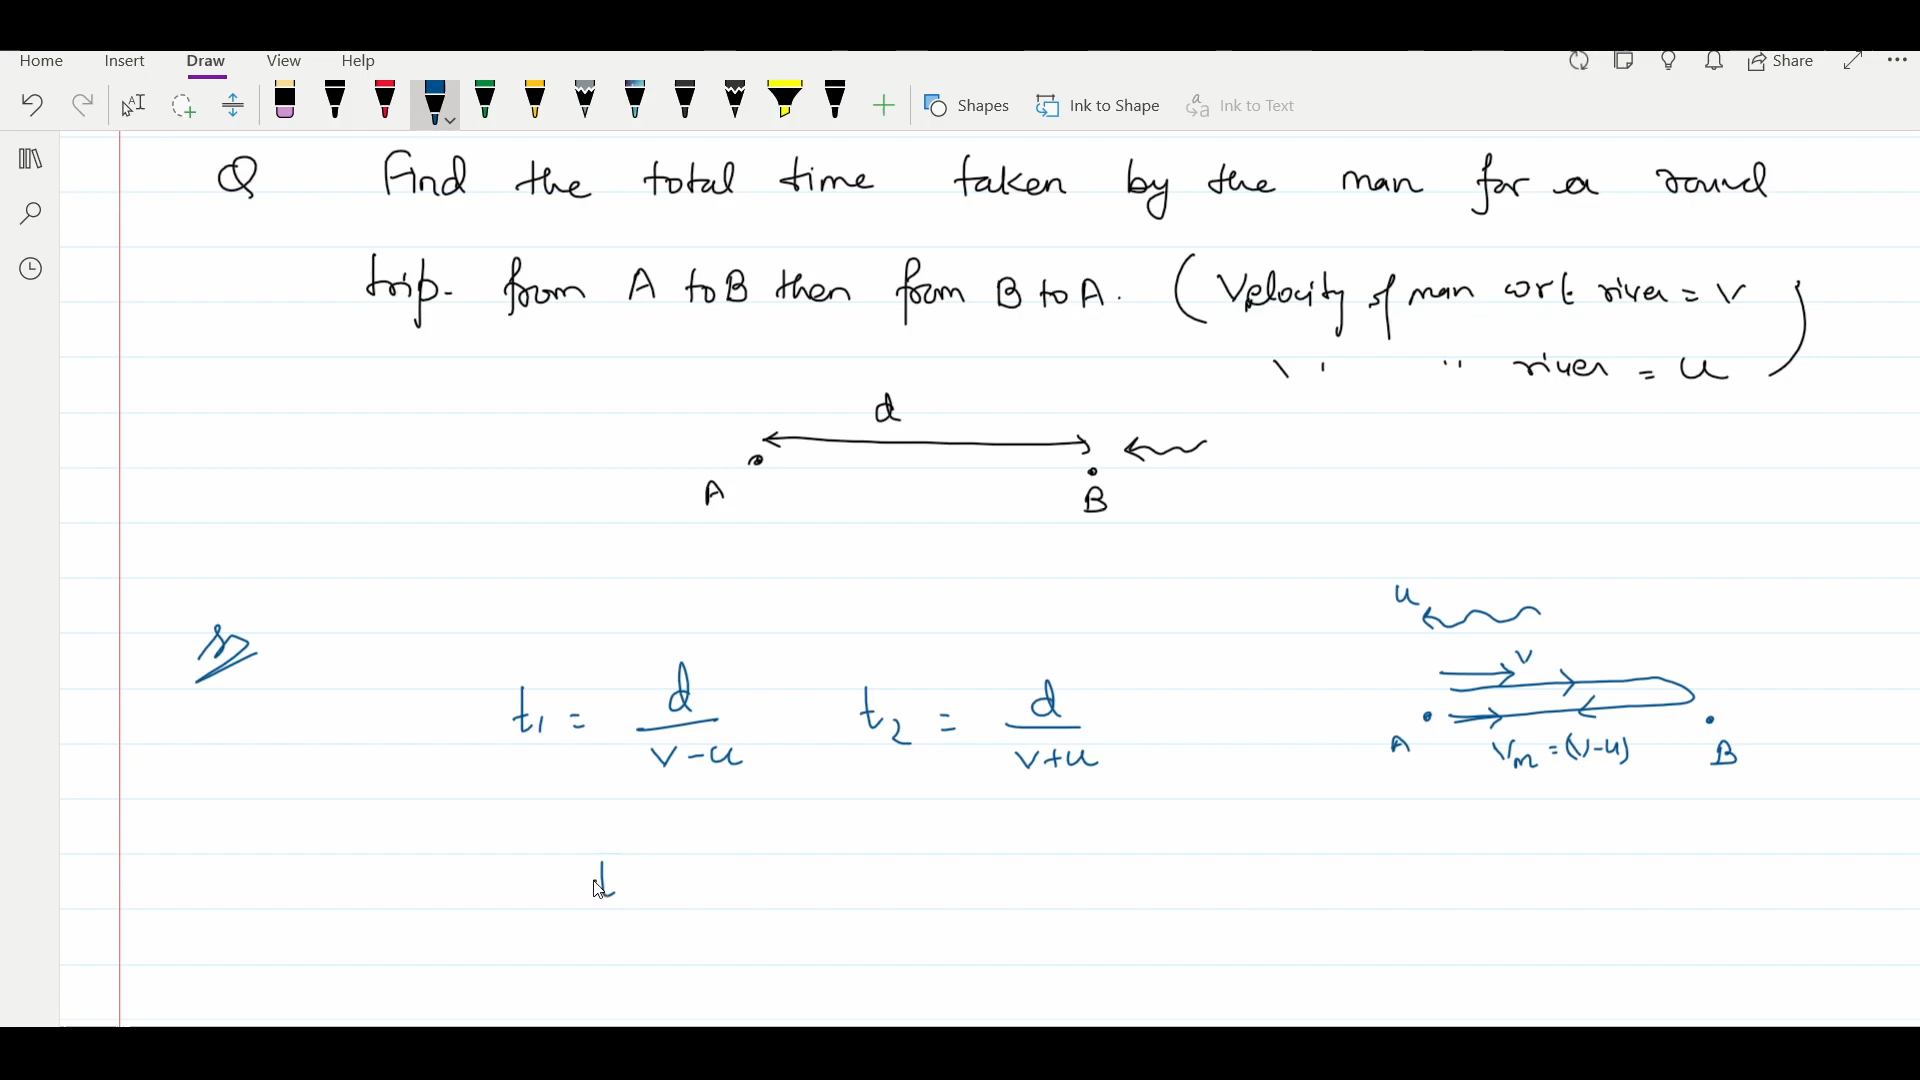 Home Insert Draw View Help Share
Shapes Ink to Shape Ink to Text
Q Find the total time taken by the man for a round
trip. from A to B then from B to A. (Velocity of man wrt river = v
" " river = u)
d
A B
u
v
t1 = d/(v-u) t2 = d/(v+u)
A Vm = (v-u) B
t